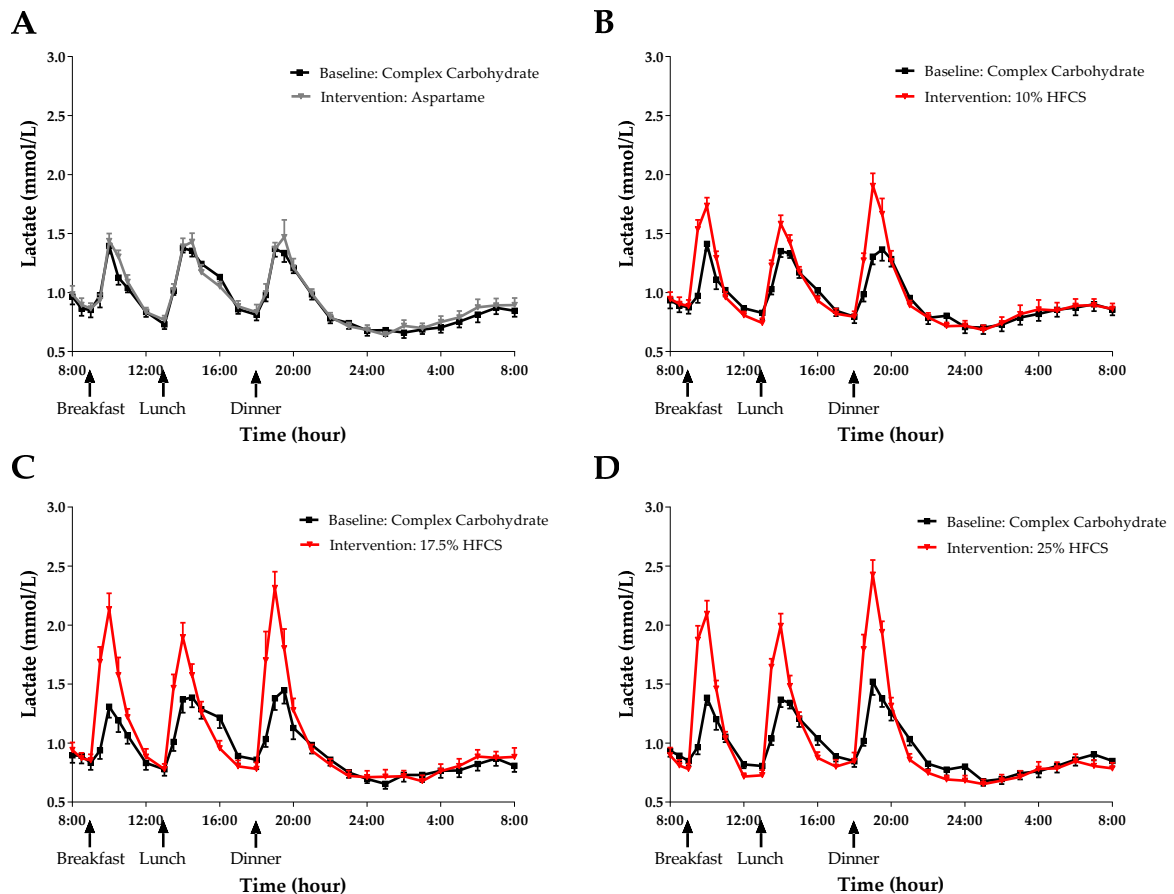 A
Baseline: Complex Carbohydrate
Intervention: Aspartame
Lactate (mmol/L)
3.0
2.5
2.0
1.5
1.0
0.5
8:00 12:00 16:00 20:00 24:00 4:00 8:00
Breakfast Lunch Dinner
Time (hour)
B
Baseline: Complex Carbohydrate
Intervention: 10% HFCS
Lactate (mmol/L)
3.0
2.5
2.0
1.5
1.0
0.5
8:00 12:00 16:00 20:00 24:00 4:00 8:00
Breakfast Lunch Dinner
Time (hour)
C
Baseline: Complex Carbohydrate
Intervention: 17.5% HFCS
Lactate (mmol/L)
3.0
2.5
2.0
1.5
1.0
0.5
8:00 12:00 16:00 20:00 24:00 4:00 8:00
Breakfast Lunch Dinner
Time (hour)
D
Baseline: Complex Carbohydrate
Intervention: 25% HFCS
Lactate (mmol/L)
3.0
2.5
2.0
1.5
1.0
0.5
8:00 12:00 16:00 20:00 24:00 4:00 8:00
Breakfast Lunch Dinner
Time (hour)